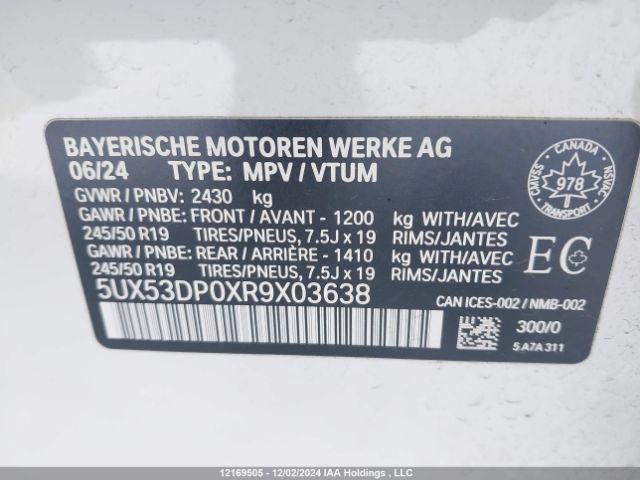 BAYERISCHE MOTOREN WERKE AG
06/24 TYPE: MPV / VTUM
GVWR / PNBV: 2430 kg
GAWR / PNBE: FRONT / AVANT - 1200 kg WITH/AVEC
245/50 R19 TIRES/PNEUS, 7.5J x 19 RIMS/JANTES
GAWR / PNBE: REAR / ARRIÈRE - 1410 kg WITH/AVEC
245/50 R19 TIRES/PNEUS, 7.5J x 19 RIMS/JANTES
5UX53DP0XR9X03638
CANADA
CMVSS 978 NSVAC
TRANSPORT
EC
CAN ICES-002 / NMB-002
300/0
5 A7A 311
12169505 - 12/02/2024 - IAA Holdings, LLC